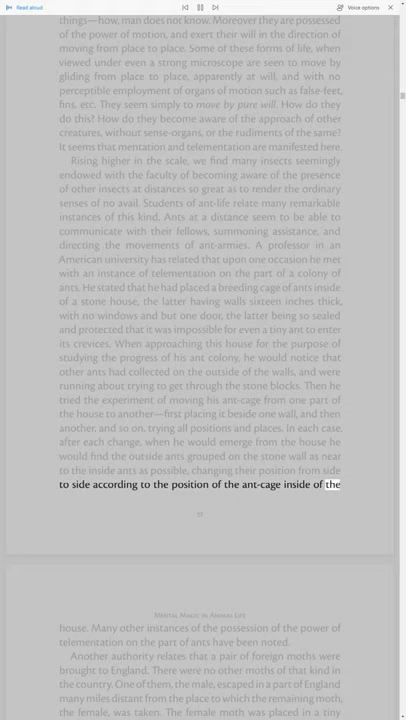 Read aloud
Voice options
things—how, man does not know. Moreover they are possessed
of the power of motion, and exert their will in the direction of
moving from place to place. Some of these forms of life, when
viewed under even a strong microscope are seen to move by
gliding from place to place, apparently at will, and with no
perceptible employment of organs of motion such as false-feet,
fins, etc. They seem simply to move by pure will. How do they
do this? How do they become aware of the approach of other
creatures, without sense-organs, or the rudiments of the same?
It seems that mentation and telementation are manifested here.
Rising higher in the scale, we find many insects seemingly
endowed with the faculty of becoming aware of the presence
of other insects at distances so great as to render the ordinary
senses of no avail. Students of ant-life relate many remarkable
instances of this kind. Ants at a distance seem to be able to
communicate with their fellows, summoning assistance, and
directing the movements of ant-armies. A professor in an
American university has related that upon one occasion he met
with an instance of telementation on the part of a colony of
ants. He stated that he had placed a breeding cage of ants inside
of a stone house, the latter having walls sixteen inches thick,
with no windows and but one door, the latter being so sealed
and protected that it was impossible for even a tiny ant to enter
its crevices. When approaching this house for the purpose of
studying the progress of his ant colony, he would notice that
other ants had collected on the outside of the walls, and were
running about trying to get through the stone blocks. Then he
tried the experiment of moving his ant-cage from one part of
the house to another—first placing it beside one wall, and then
another, and so on, trying all positions and places. In each case,
after each change, when he would emerge from the house he
would find the outside ants grouped on the stone wall as near
to the inside ants as possible, changing their position from side
to side according to the position of the ant-cage inside of the
Mental Magic in Animal Life
house. Many other instances of the possession of the power of
telementation on the part of ants have been noted.
Another authority relates that a pair of foreign moths were
brought to England. There were no other moths of that kind in
the country. One of them, the male, escaped in a part of England
many miles distant from the place to which the remaining moth,
the female, was taken. The female moth was placed in a tiny